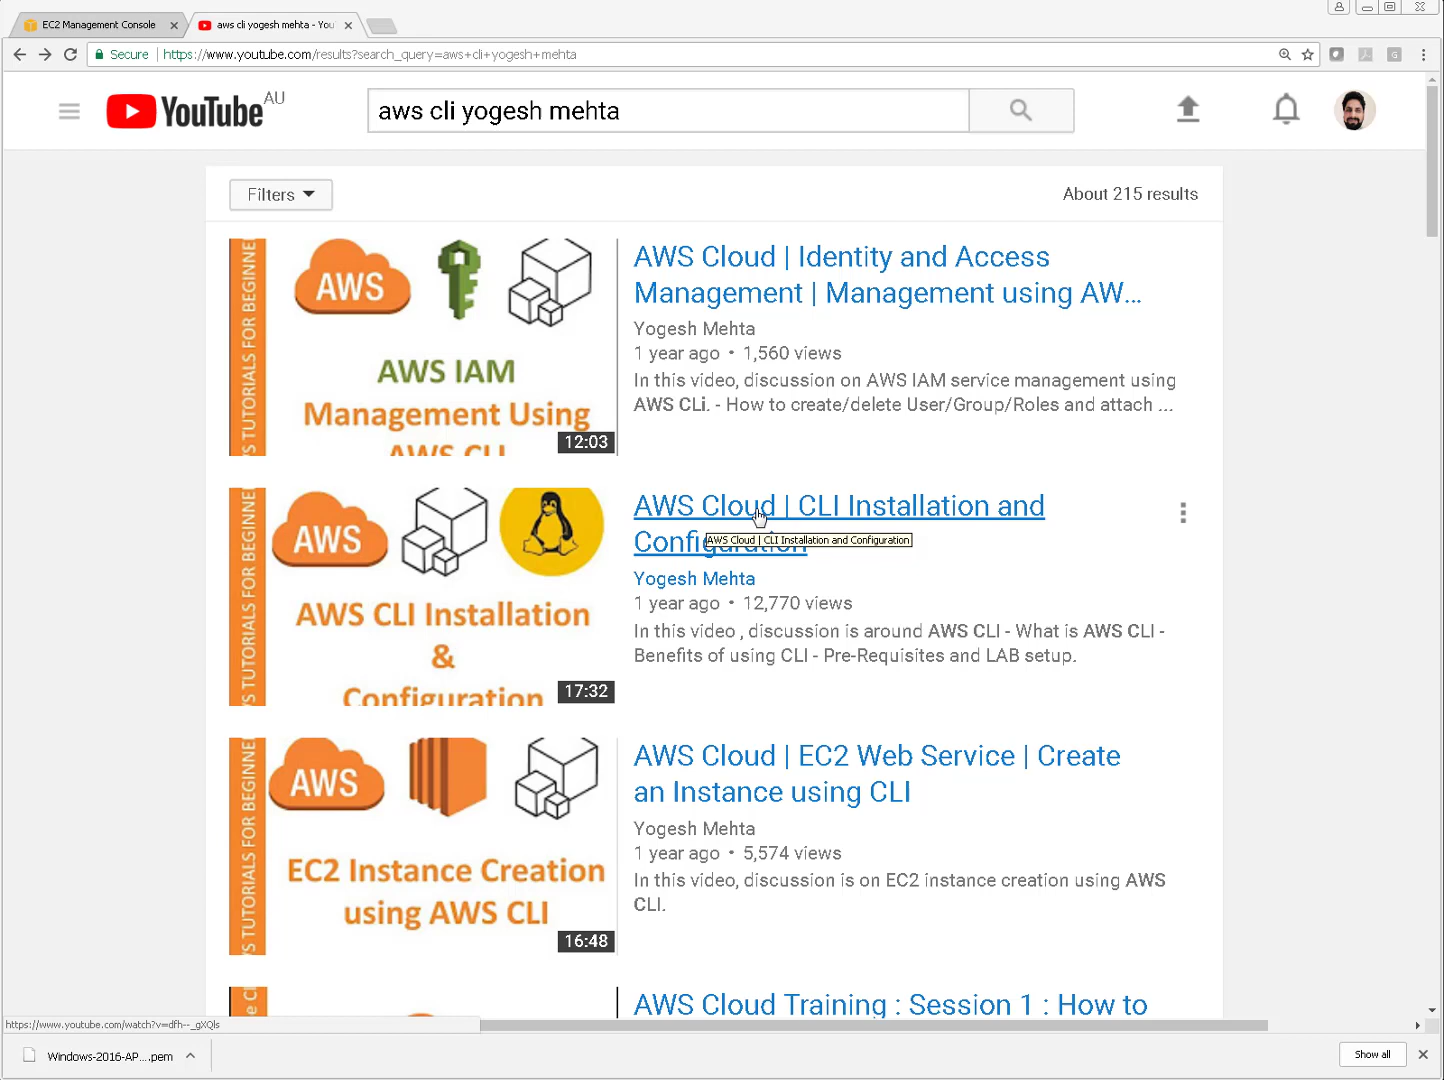 EC2 Management Console
aws cli yogesh mehta - You
Secure
https://www.youtube.com/results?search_query=aws+cli+yogesh+mehta
YouTube AU
aws cli yogesh mehta
Filters
About 215 results
AWS
AWS IAM
Management Using
AWS CLI
12:03
S TUTORIALS FOR BEGINNE
AWS Cloud | Identity and Access
Management | Management using AW...
Yogesh Mehta
1 year ago • 1,560 views
In this video, discussion on AWS IAM service management using
AWS CLi. - How to create/delete User/Group/Roles and attach ...
AWS
AWS CLI Installation
&
Configuration
17:32
S TUTORIALS FOR BEGINNE
AWS Cloud | CLI Installation and
Configuration
AWS Cloud | CLI Installation and Configuration
Yogesh Mehta
1 year ago • 12,770 views
In this video , discussion is around AWS CLI - What is AWS CLI -
Benefits of using CLI - Pre-Requisites and LAB setup.
AWS
EC2 Instance Creation
using AWS CLI
16:48
S TUTORIALS FOR BEGINNE
AWS Cloud | EC2 Web Service | Create
an Instance using CLI
Yogesh Mehta
1 year ago • 5,574 views
In this video, discussion is on EC2 instance creation using AWS
CLI.
AWS Cloud Training : Session 1 : How to
https://www.youtube.com/watch?v=dfh--_gXQls
Windows-2016-AP....pem
Show all